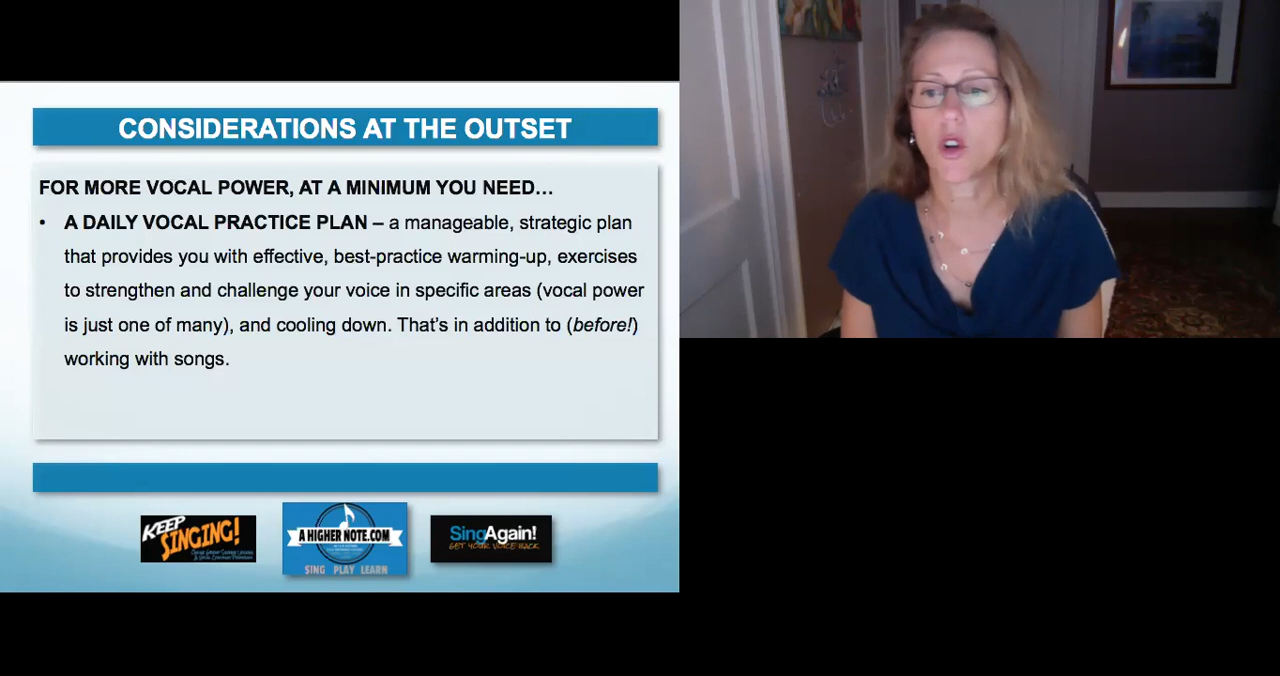 CONSIDERATIONS AT THE OUTSET
FOR MORE VOCAL POWER, AT A MINIMUM YOU NEED…
• A DAILY VOCAL PRACTICE PLAN – a manageable, strategic plan
that provides you with effective, best-practice warming-up, exercises
to strengthen and challenge your voice in specific areas (vocal power
is just one of many), and cooling down. That’s in addition to (before!)
working with songs.
KEEP
SINGING!
A HIGHER NOTE.COM
SING PLAY LEARN
SingAgain!
GET YOUR VOICE BACK